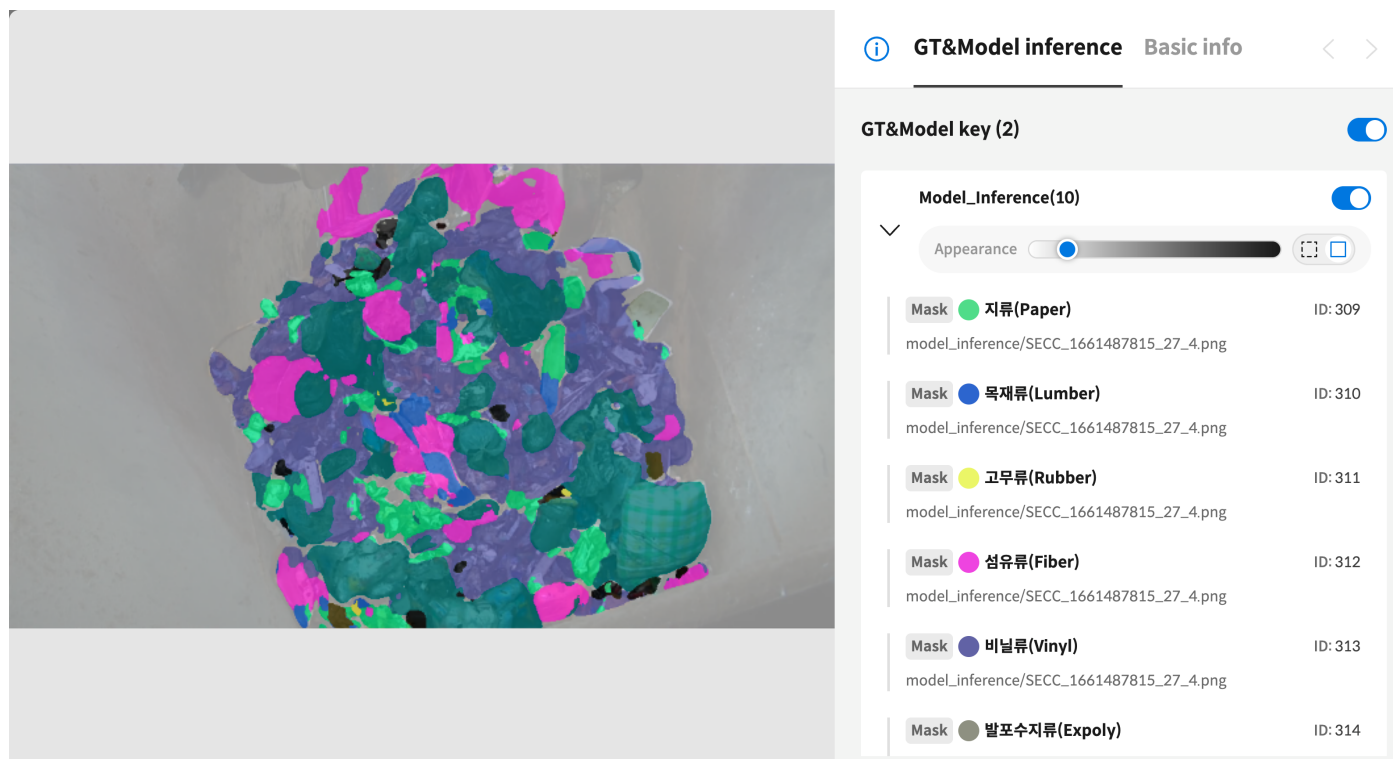 GT&Model inference
Basic info
GT&Model key (2)
Model_Inference(10)
Appearance
Mask 지류(Paper) ID: 309
model_inference/SECC_1661487815_27_4.png
Mask 목재류(Lumber) ID: 310
model_inference/SECC_1661487815_27_4.png
Mask 고무류(Rubber) ID: 311
model_inference/SECC_1661487815_27_4.png
Mask 섬유류(Fiber) ID: 312
model_inference/SECC_1661487815_27_4.png
Mask 비닐류(Vinyl) ID: 313
model_inference/SECC_1661487815_27_4.png
Mask 발포수지류(Expoly) ID: 314